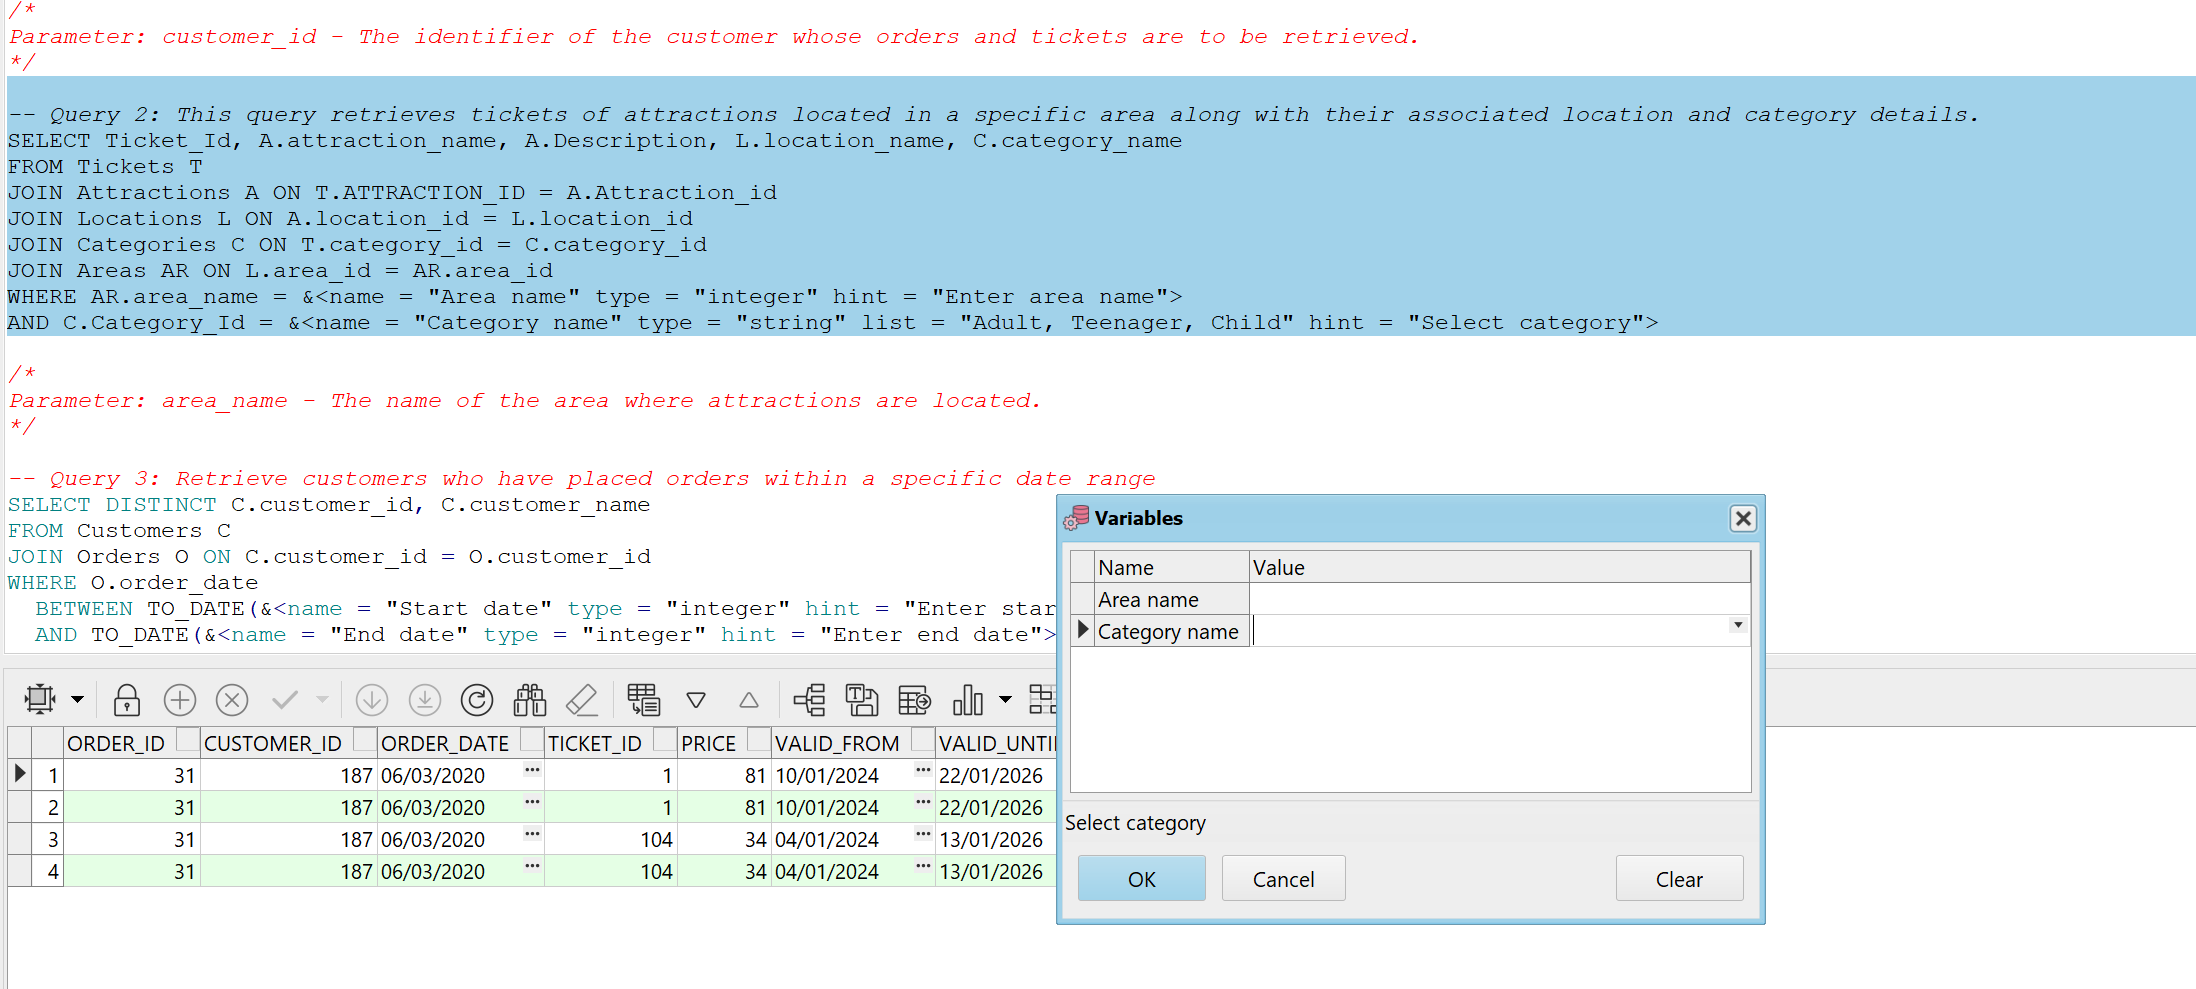 /*
Parameter: customer_id - The identifier of the customer whose orders and tickets are to be retrieved.
*/
-- Query 2: This query retrieves tickets of attractions located in a specific area along with their associated location and category details.
SELECT Ticket_Id, A.attraction_name, A.Description, L.location_name, C.category_name
FROM Tickets T
JOIN Attractions A ON T.ATTRACTION_ID = A.Attraction_id
JOIN Locations L ON A.location_id = L.location_id
JOIN Categories C ON T.category_id = C.category_id
JOIN Areas AR ON L.area_id = AR.area_id
WHERE AR.area_name = &<name = "Area name" type = "integer" hint = "Enter area name">
AND C.Category_Id = &<name = "Category name" type = "string" list = "Adult, Teenager, Child" hint = "Select category">
/*
Parameter: area_name - The name of the area where attractions are located.
*/
-- Query 3: Retrieve customers who have placed orders within a specific date range
SELECT DISTINCT C.customer_id, C.customer_name
FROM Customers C
JOIN Orders O ON C.customer_id = O.customer_id
WHERE O.order_date
BETWEEN TO_DATE(&<name = "Start date" type = "integer" hint = "Enter star
AND TO_DATE(&<name = "End date" type = "integer" hint = "Enter end date">
Variables
Name Value
Area name
Category name
Select category
OK Cancel Clear
ORDER_ID CUSTOMER_ID ORDER_DATE TICKET_ID PRICE VALID_FROM VALID_UNTI
1 31 187 06/03/2020 ... 1 81 10/01/2024 ... 22/01/2026
2 31 187 06/03/2020 ... 1 81 10/01/2024 ... 22/01/2026
3 31 187 06/03/2020 ... 104 34 04/01/2024 ... 13/01/2026
4 31 187 06/03/2020 ... 104 34 04/01/2024 ... 13/01/2026